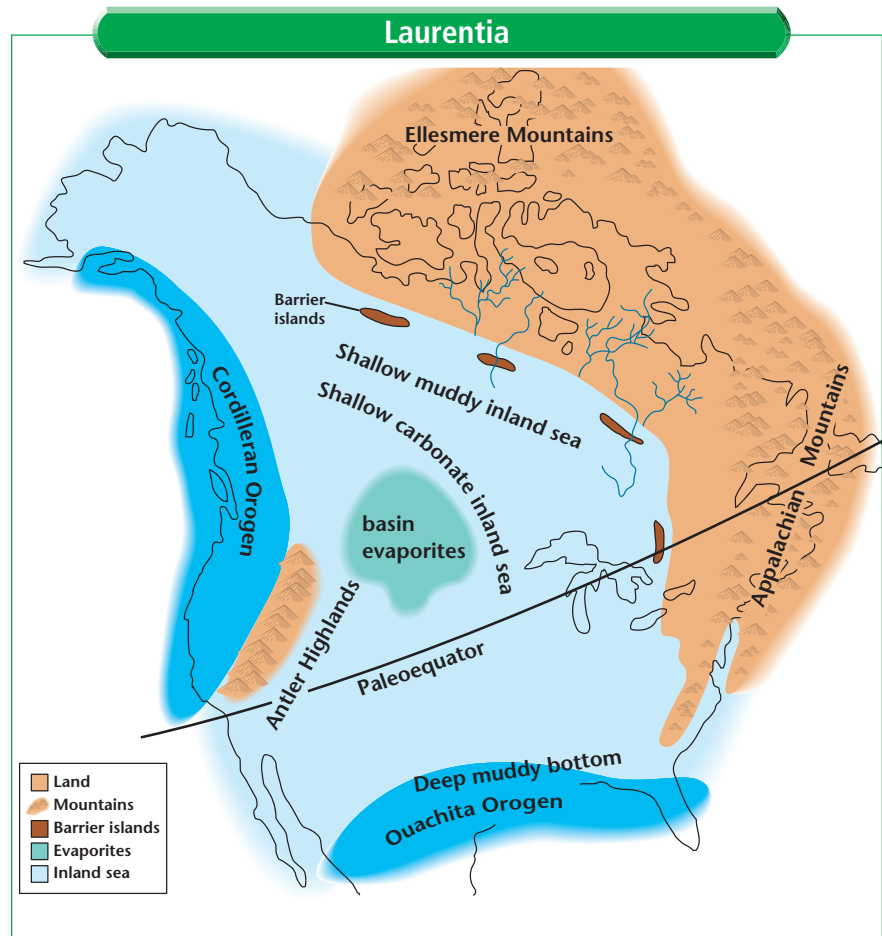 Laurentia
Ellesmere Mountains
Barrier
islands
Shallow muddy inland sea
Shallow carbonate inland sea
Cordilleran Orogen
basin
evaporites
Appalachian Mountains
Antler Highlands
Paleoequator
Deep muddy bottom
Ouachita Orogen
Land
Mountains
Barrier islands
Evaporites
Inland sea